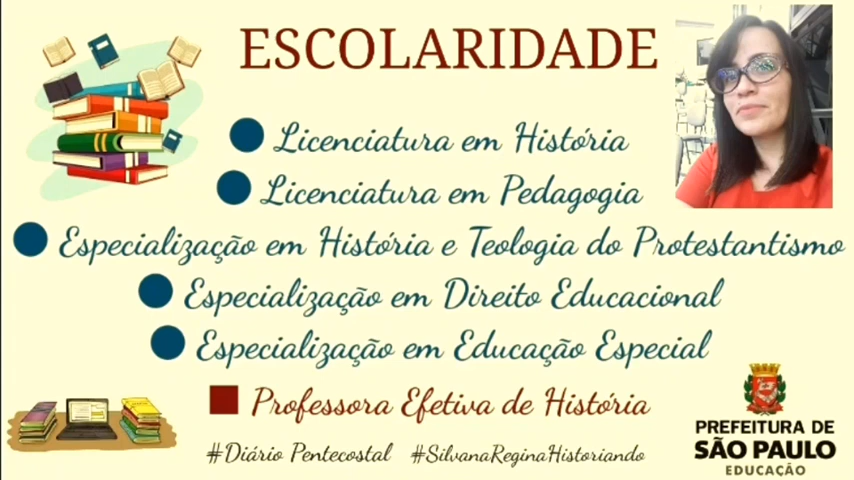 ESCOLARIDADE
Licenciatura em História
Licenciatura em Pedagogia
Especialização em História e Teologia do Protestantismo
Especialização em Direito Educacional
Especialização em Educação Especial
Professora Efetiva de História
#Diário Pentecostal #SilvanaReginaHistoriando
PREFEITURA DE
SÃO PAULO
EDUCAÇÃO